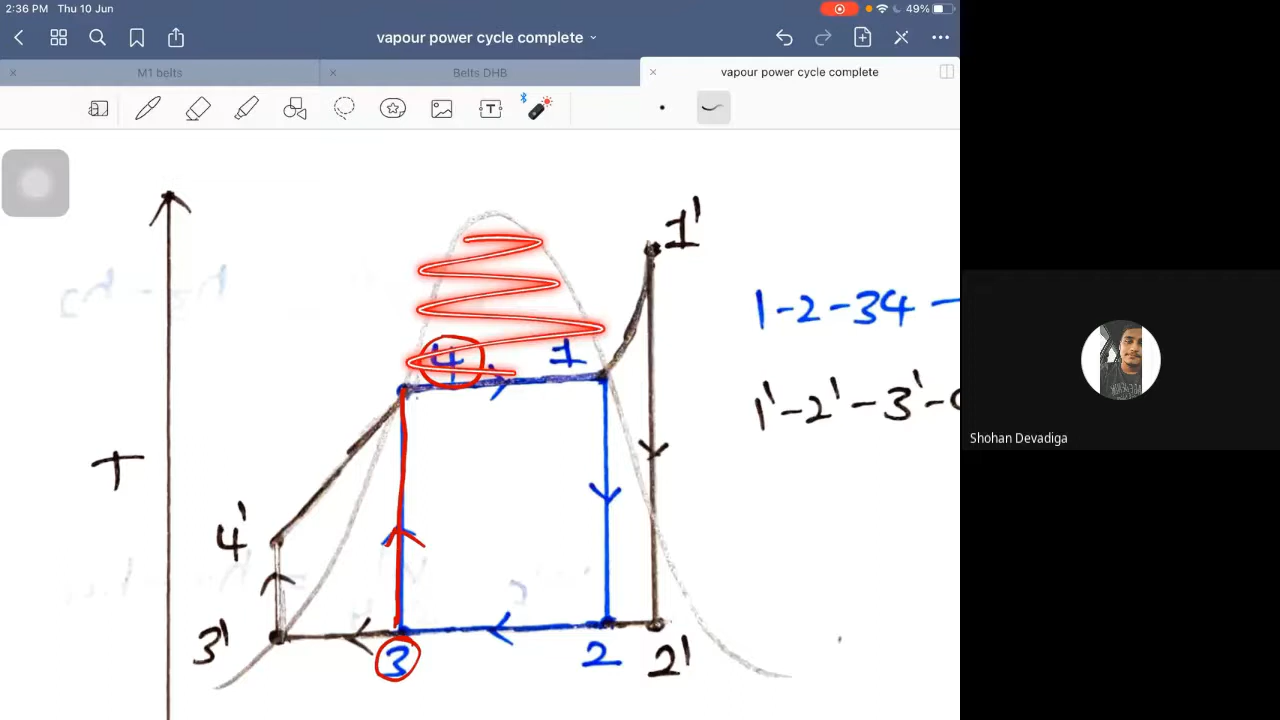 2:36 PM Thu 10 Jun
49%
vapour power cycle complete
M1 belts
Belts DHB
vapour power cycle complete
T
1'
4 1
1-2-34-
1'-2'-3'-
4'
3'
3 2 2'
Shohan Devadiga